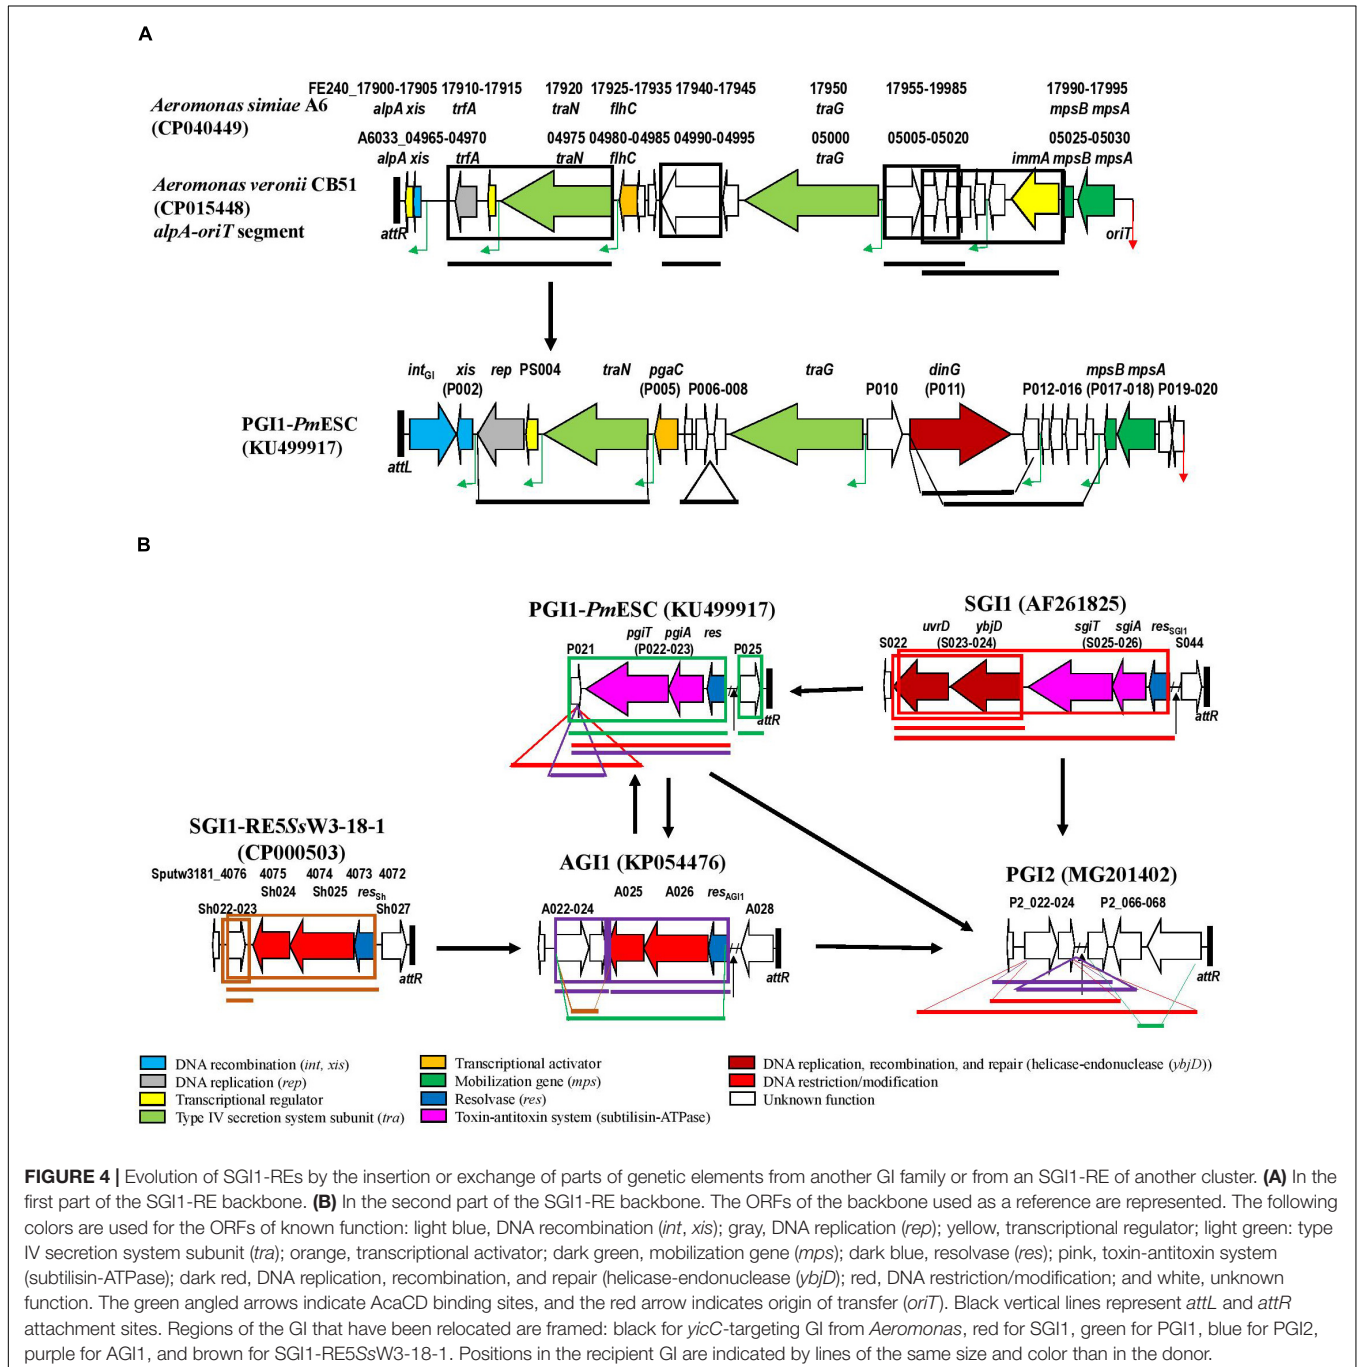 A
FE240_17900-17905 17910-17915 17920 17925-17935 17940-17945 17950 17955-19985 17990-17995
alpA xis trfA traN flhC traG mpsB mpsA
Aeromonas simiae A6
(CP040449)
A6033_04965-04970 04975 04980-04985 04990-04995 05000 05005-05020 05025-05030
alpA xis trfA traN flhC traG immA mpsB mpsA
Aeromonas veronii CB51
(CP015448)
alpA-oriT segment
attR oriT
intGI xis rep PS004 traN pgaC traG dinG mpsB mpsA
(P002) (P005) P006-008 P010 (P011) P012-016 (P017-018) P019-020
PGI1-PmESC
(KU499917)
attL
B
PGI1-PmESC (KU499917)
pgiT pgiA res
P021 (P022-023) P025
attR
SGI1 (AF261825)
uvrD ybjD sgiT sgiA resSGI1
S022 (S023-024) (S025-026) S044
attR
SGI1-RE5SsW3-18-1
(CP000503)
Sputw3181_4076 4075 4074 4073 4072
Sh024 Sh025 resSh
Sh022-023 Sh027
attR
AGI1 (KP054476)
A025 A026 resAGI1
A022-024 A028
attR
PGI2 (MG201402)
P2_022-024 P2_066-068
attR
DNA recombination (int, xis)
DNA replication (rep)
Transcriptional regulator
Type IV secretion system subunit (tra)
Transcriptional activator
Mobilization gene (mps)
Resolvase (res)
Toxin-antitoxin system (subtilisin-ATPase)
DNA replication, recombination, and repair (helicase-endonuclease (ybjD))
DNA restriction/modification
Unknown function
FIGURE 4 | Evolution of SGI1-REs by the insertion or exchange of parts of genetic elements from another GI family or from an SGI1-RE of another cluster. (A) In the
first part of the SGI1-RE backbone. (B) In the second part of the SGI1-RE backbone. The ORFs of the backbone used as a reference are represented. The following
colors are used for the ORFs of known function: light blue, DNA recombination (int, xis); gray, DNA replication (rep); yellow, transcriptional regulator; light green: type
IV secretion system subunit (tra); orange, transcriptional activator; dark green, mobilization gene (mps); dark blue, resolvase (res); pink, toxin-antitoxin system
(subtilisin-ATPase); dark red, DNA replication, recombination, and repair (helicase-endonuclease (ybjD); red, DNA restriction/modification; and white, unknown
function. The green angled arrows indicate AcaCD binding sites, and the red arrow indicates origin of transfer (oriT). Black vertical lines represent attL and attR
attachment sites. Regions of the GI that have been relocated are framed: black for yicC-targeting GI from Aeromonas, red for SGI1, green for PGI1, blue for PGI2,
purple for AGI1, and brown for SGI1-RE5SsW3-18-1. Positions in the recipient GI are indicated by lines of the same size and color than in the donor.